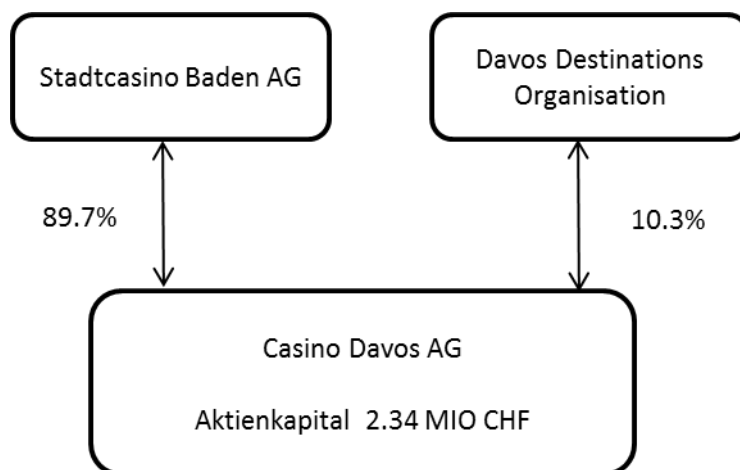 Stadtcasino Baden AG
Davos Destinations
Organisation
89.7%
10.3%
Casino Davos AG
Aktienkapital 2.34 MIO CHF